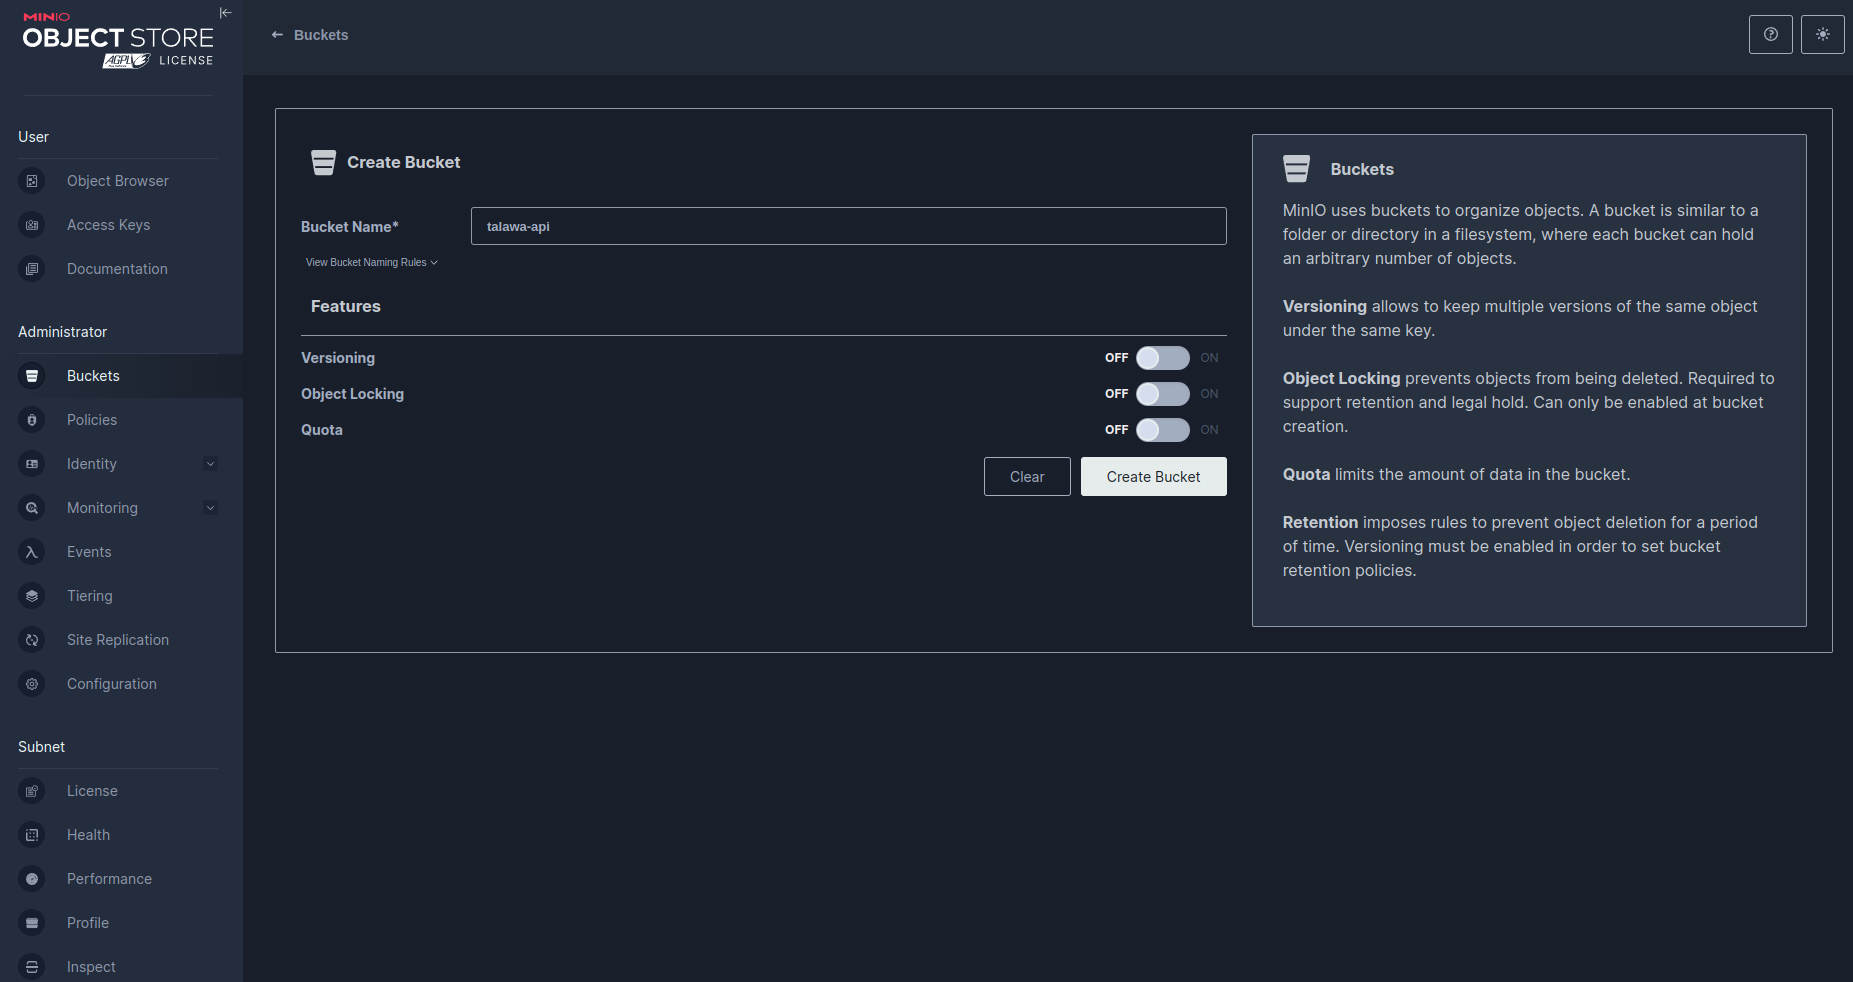 MINIO
OBJECT STORE
AGPL v3 LICENSE
User
Object Browser
Access Keys
Documentation
Administrator
Buckets
Policies
Identity
Monitoring
Events
Tiering
Site Replication
Configuration
Subnet
License
Health
Performance
Profile
Inspect
Buckets
Create Bucket
Bucket Name*
talawa-api
View Bucket Naming Rules
Features
Versioning
OFF ON
Object Locking
OFF ON
Quota
OFF ON
Clear
Create Bucket
Buckets
MinIO uses buckets to organize objects. A bucket is similar to a
folder or directory in a filesystem, where each bucket can hold
an arbitrary number of objects.
Versioning allows to keep multiple versions of the same object
under the same key.
Object Locking prevents objects from being deleted. Required to
support retention and legal hold. Can only be enabled at bucket
creation.
Quota limits the amount of data in the bucket.
Retention imposes rules to prevent object deletion for a period
of time. Versioning must be enabled in order to set bucket
retention policies.